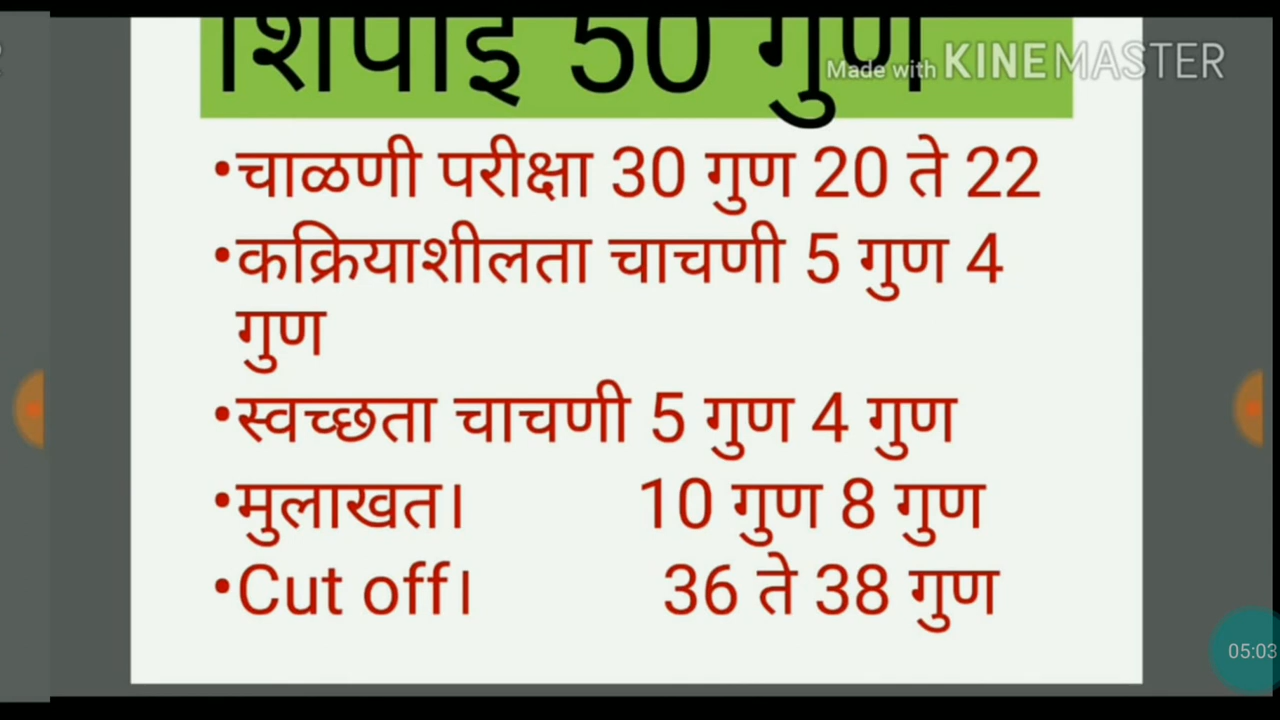 शिपाई 50 गुण
Made with KINEMASTER
•चाळणी परीक्षा 30 गुण 20 ते 22
•कक्रियाशीलता चाचणी 5 गुण 4
गुण
•स्वच्छता चाचणी 5 गुण 4 गुण
•मुलाखत। 10 गुण 8 गुण
•Cut off। 36 ते 38 गुण
05:03